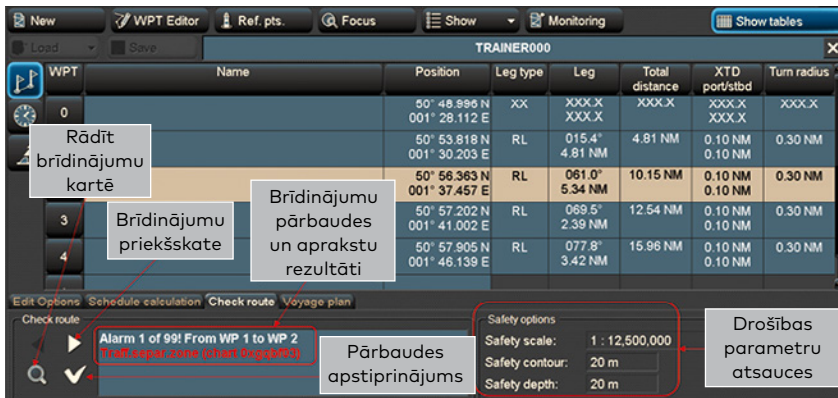 New WPT Editor Ref. pts. Focus Show Monitoring Show tables
Load Save TRAINER000
WPT Name Position Leg type Leg Total distance XTD port/stbd Turn radius
0 50° 48.996 N XX XXX.X XXX.X XXX.X XXX.X
001° 28.112 E XXX.X XXX.X
50° 53.818 N RL 015.4° 4.81 NM 0.10 NM 0.30 NM
001° 30.203 E 4.81 NM 0.10 NM
50° 56.363 N RL 061.0° 10.15 NM 0.10 NM 0.30 NM
001° 37.457 E 5.34 NM 0.10 NM
3 50° 57.202 N RL 069.5° 12.54 NM 0.10 NM 0.30 NM
001° 41.002 E 2.39 NM 0.10 NM
4 50° 57.905 N RL 077.8° 15.96 NM 0.10 NM 0.30 NM
001° 46.139 E 3.42 NM 0.10 NM
Rādīt
brīdinājumu
kartē
Brīdinājumu
priekšskate
Brīdinājumu
pārbaudes
un aprakstu
rezultāti
Edit Options Schedule calculation Check route Voyage plan
Check route
Alarm 1 of 99! From WP 1 to WP 2
Traff.separ.zone (chart
Pārbaudes
apstiprinājums
Safety options
Safety scale: 1 : 12,500,000
Safety contour: 20 m
Safety depth: 20 m
Drošības
parametru
atsauces